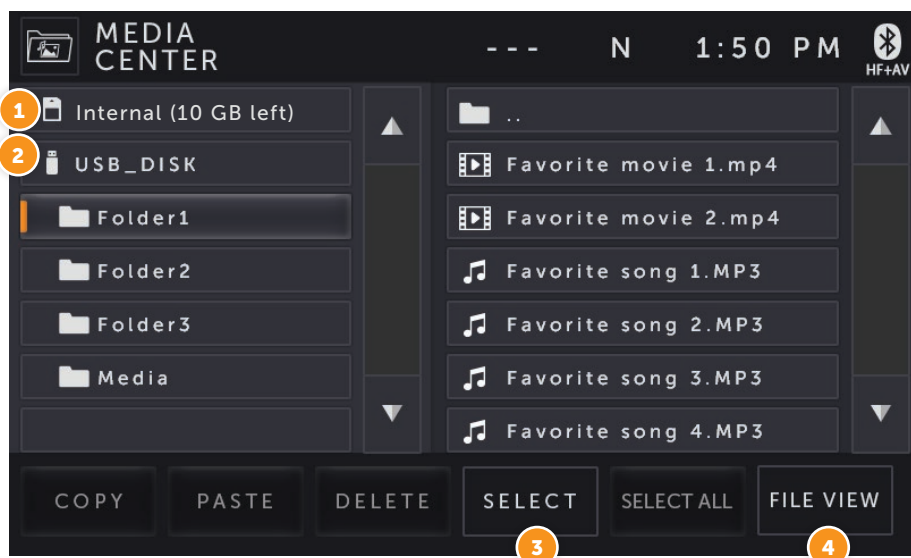 MEDIA
CENTER
--- N 1:50 PM
HF+AV
1 Internal (10 GB left)
2 USB_DISK
Folder1
Folder2
Folder3
Media
..
Favorite movie 1.mp4
Favorite movie 2.mp4
Favorite song 1.MP3
Favorite song 2.MP3
Favorite song 3.MP3
Favorite song 4.MP3
COPY PASTE DELETE SELECT SELECT ALL FILE VIEW
3 4